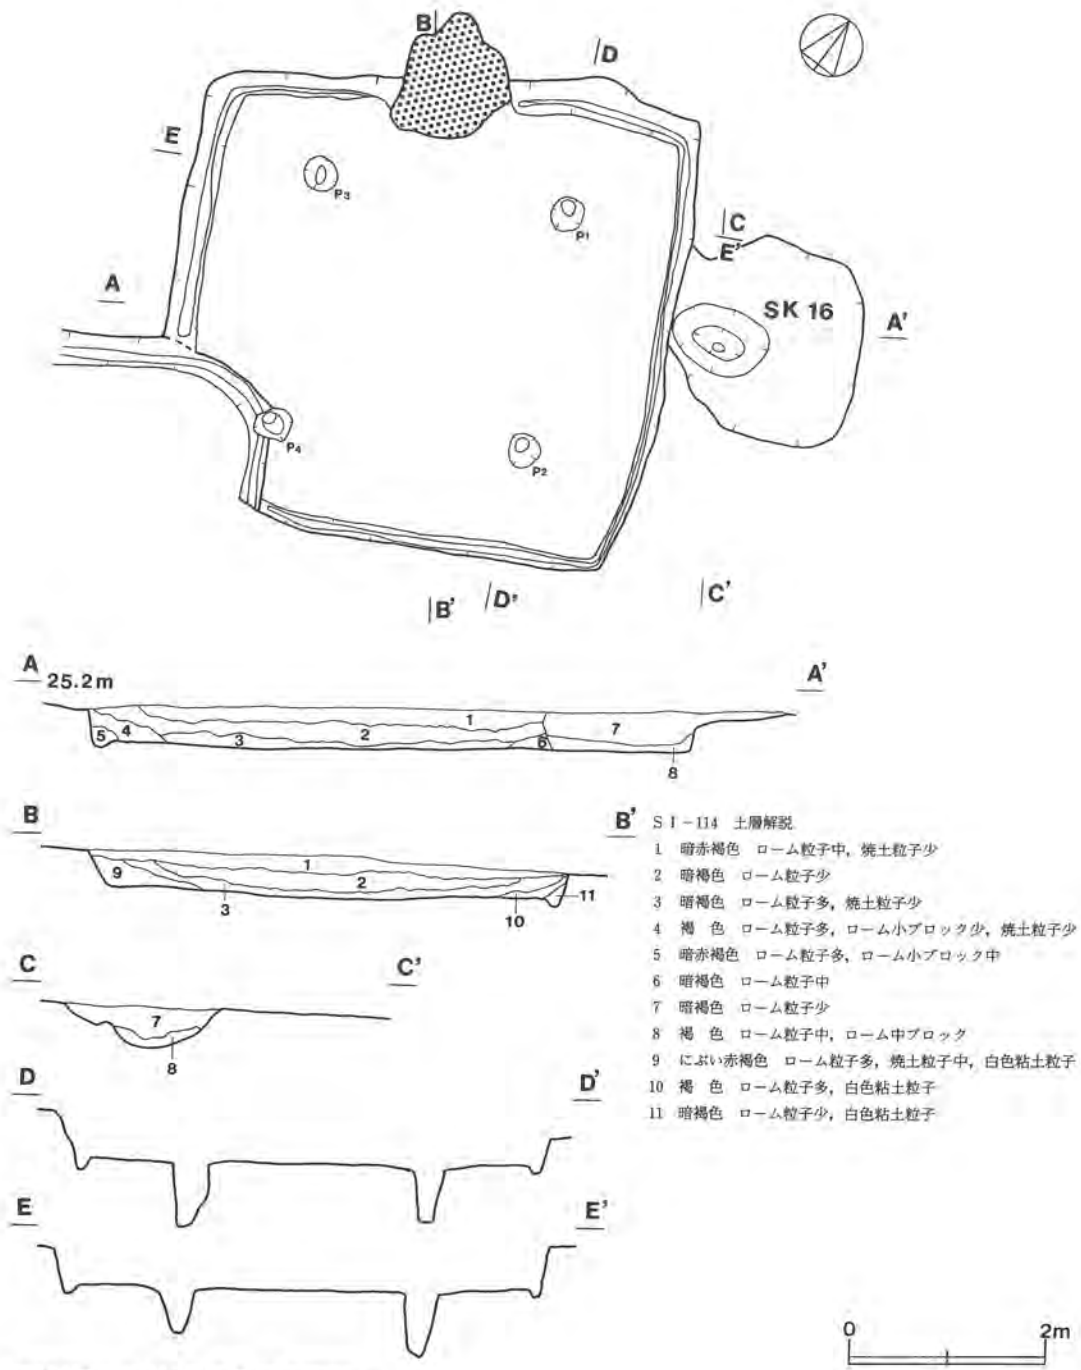 B
D
E
P3
P1
C
E'
A
SK 16
A'
P4
P2
B'
D'
C'
A
25.2m
A'
1
2
3
4
5
6
7
8
B
B'
1
2
3
9
10
11
C
C'
7
8
D
D'
E
E'
SI-114 土層解説
1 暗赤褐色 ローム粒子中，焼土粒子少
2 暗褐色 ローム粒子少
3 暗褐色 ローム粒子多，焼土粒子少
4 褐 色 ローム粒子多，ローム小ブロック少，焼土粒子少
5 暗赤褐色 ローム粒子多，ローム小ブロック中
6 暗褐色 ローム粒子中
7 暗褐色 ローム粒子少
8 褐 色 ローム粒子中，ローム中ブロック
9 にぶい赤褐色 ローム粒子多，焼土粒子中，白色粘土粒子
10 褐 色 ローム粒子多，白色粘土粒子
11 暗褐色 ローム粒子少，白色粘土粒子
0 2m